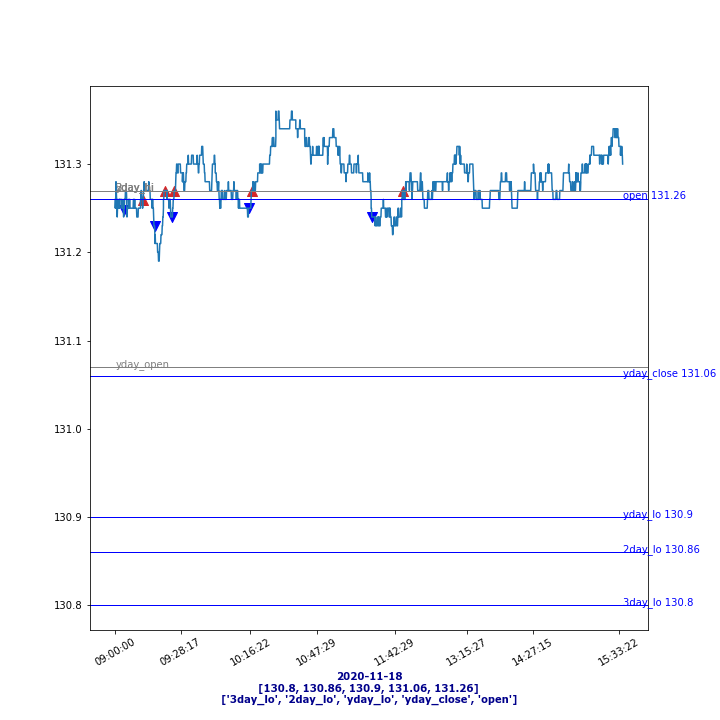 131.3
open 131.26
131.2
131.1
yday_open
yday_close 131.06
131.0
130.9
yday_lo 130.9
2day_lo 130.86
130.8
3day_lo 130.8
09:00:00
09:28:17
10:16:22
10:47:29
11:42:29
13:15:27
14:27:15
15:33:22
2020-11-18
[130.8, 130.86, 130.9, 131.06, 131.26]
['3day_lo', '2day_lo', 'yday_lo', 'yday_close', 'open']